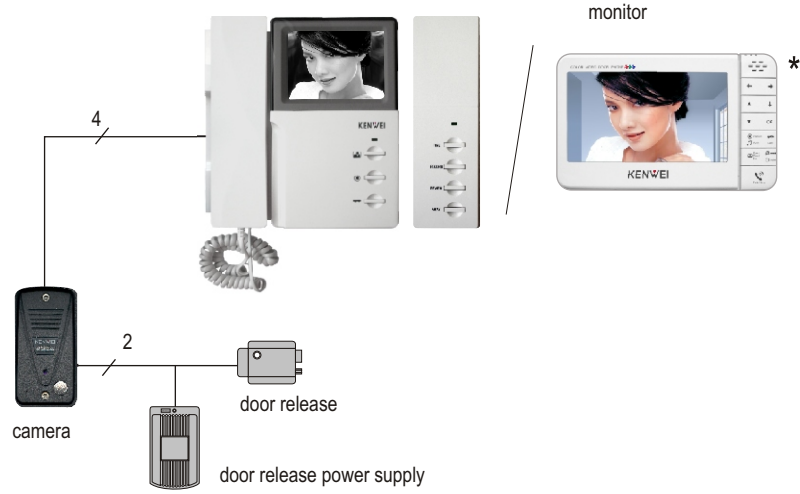 monitor
*
4
KENWEI
KENWEI
2
door release
camera
door release power supply